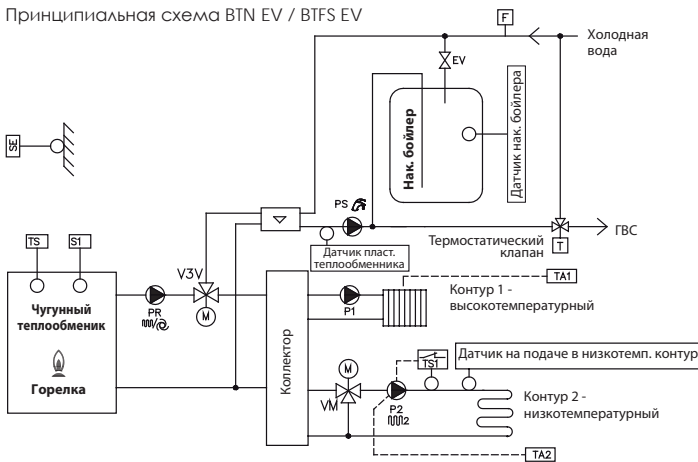 Принципиальная схема BTN EV / BTFS EV
F
Холодная
вода
EV
Нак. бойлер
Датчик нак. бойлера
SE
PS
ГВС
Термостатический
клапан
T
Датчик пласт.
теплообменника
TS
S1
V3V
M
PR
Чугунный
теплообменик
Горелка
Коллектор
P1
TA1
Контур 1 -
высокотемпературный
M
VM
TS1
Датчик на подаче в низкотемп. контур
P2
2
Контур 2 -
низкотемпературный
TA2